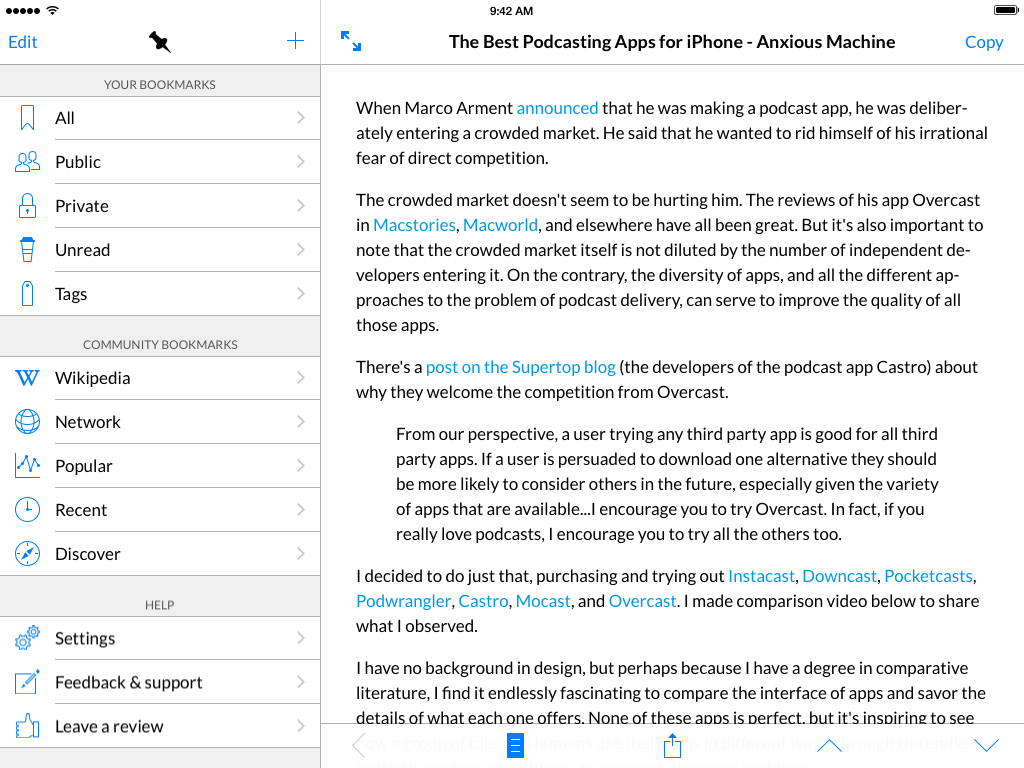 9:42 AM
Edit
YOUR BOOKMARKS
All
Public
Private
Unread
Tags
COMMUNITY BOOKMARKS
Wikipedia
Network
Popular
Recent
Discover
HELP
Settings
Feedback & support
Leave a review
The Best Podcasting Apps for iPhone - Anxious Machine
Copy
When Marco Arment announced that he was making a podcast app, he was deliber-
ately entering a crowded market. He said that he wanted to rid himself of his irrational
fear of direct competition.
The crowded market doesn't seem to be hurting him. The reviews of his app Overcast
in Macstories, Macworld, and elsewhere have all been great. But it's also important to
note that the crowded market itself is not diluted by the number of independent de-
velopers entering it. On the contrary, the diversity of apps, and all the different ap-
proaches to the problem of podcast delivery, can serve to improve the quality of all
those apps.
There's a post on the Supertop blog (the developers of the podcast app Castro) about
why they welcome the competition from Overcast.
From our perspective, a user trying any third party app is good for all third
party apps. If a user is persuaded to download one alternative they should
be more likely to consider others in the future, especially given the variety
of apps that are available...I encourage you to try Overcast. In fact, if you
really love podcasts, I encourage you to try all the others too.
I decided to do just that, purchasing and trying out Instacast, Downcast, Pocketcasts,
Podwrangler, Castro, Mocast, and Overcast. I made comparison video below to share
what I observed.
I have no background in design, but perhaps because I have a degree in comparative
literature, I find it endlessly fascinating to compare the interface of apps and savor the
details of what each one offers. None of these apps is perfect, but it's inspiring to see